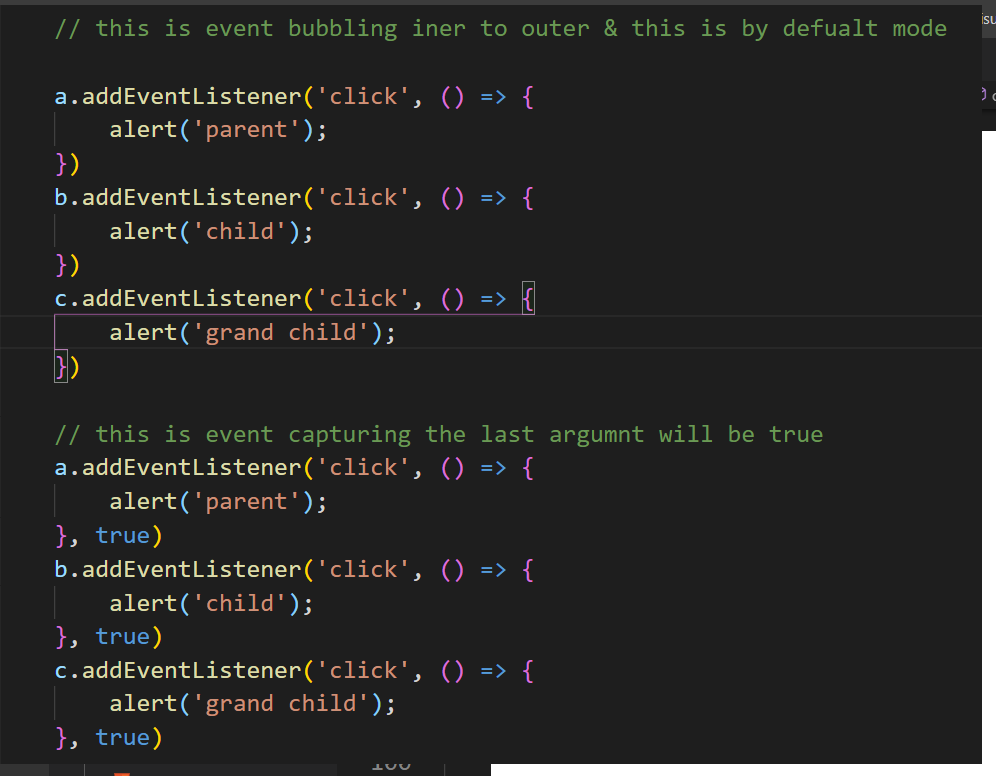 // this is event bubbling iner to outer & this is by defualt mode
a.addEventListener('click', () => {
alert('parent');
})
b.addEventListener('click', () => {
alert('child');
})
c.addEventListener('click', () => {
alert('grand child');
})
// this is event capturing the last argumnt will be true
a.addEventListener('click', () => {
alert('parent');
}, true)
b.addEventListener('click', () => {
alert('child');
}, true)
c.addEventListener('click', () => {
alert('grand child');
}, true)